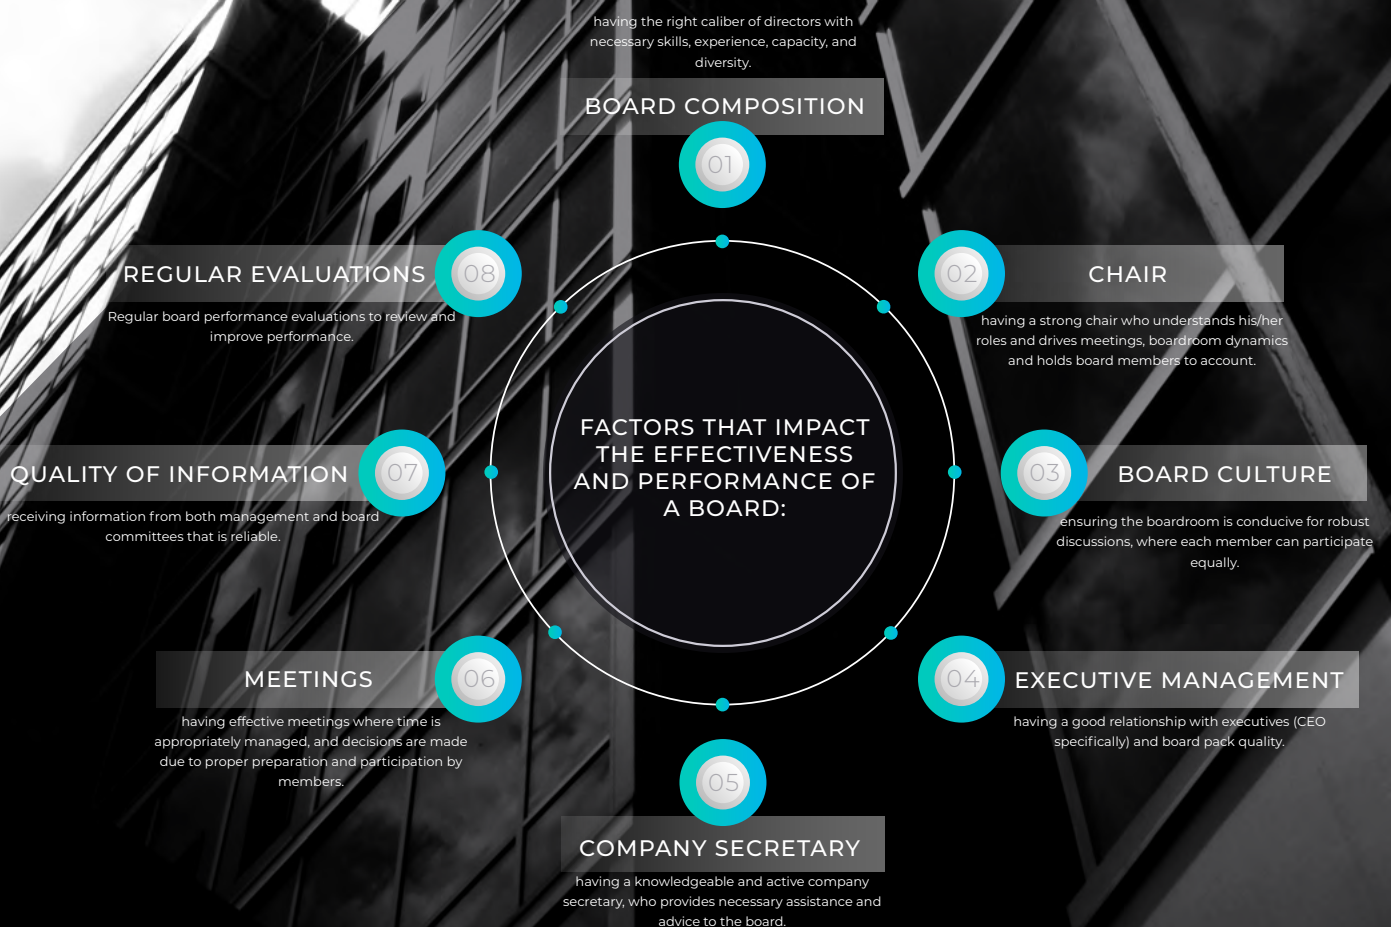 having the right caliber of directors with
necessary skills, experience, capacity, and
diversity.
BOARD COMPOSITION
01
02
CHAIR
having a strong chair who understands his/her
roles and drives meetings, boardroom dynamics
and holds board members to account.
03
BOARD CULTURE
ensuring the boardroom is conducive for robust
discussions, where each member can participate
equally.
04
EXECUTIVE MANAGEMENT
having a good relationship with executives (CEO
specifically) and board pack quality.
05
COMPANY SECRETARY
having a knowledgeable and active company
secretary, who provides necessary assistance and
advice to the board.
MEETINGS
06
having effective meetings where time is
appropriately managed, and decisions are made
due to proper preparation and participation by
members.
QUALITY OF INFORMATION
07
receiving information from both management and board
committees that is reliable.
REGULAR EVALUATIONS
08
Regular board performance evaluations to review and
improve performance.
FACTORS THAT IMPACT
THE EFFECTIVENESS
AND PERFORMANCE OF
A BOARD: